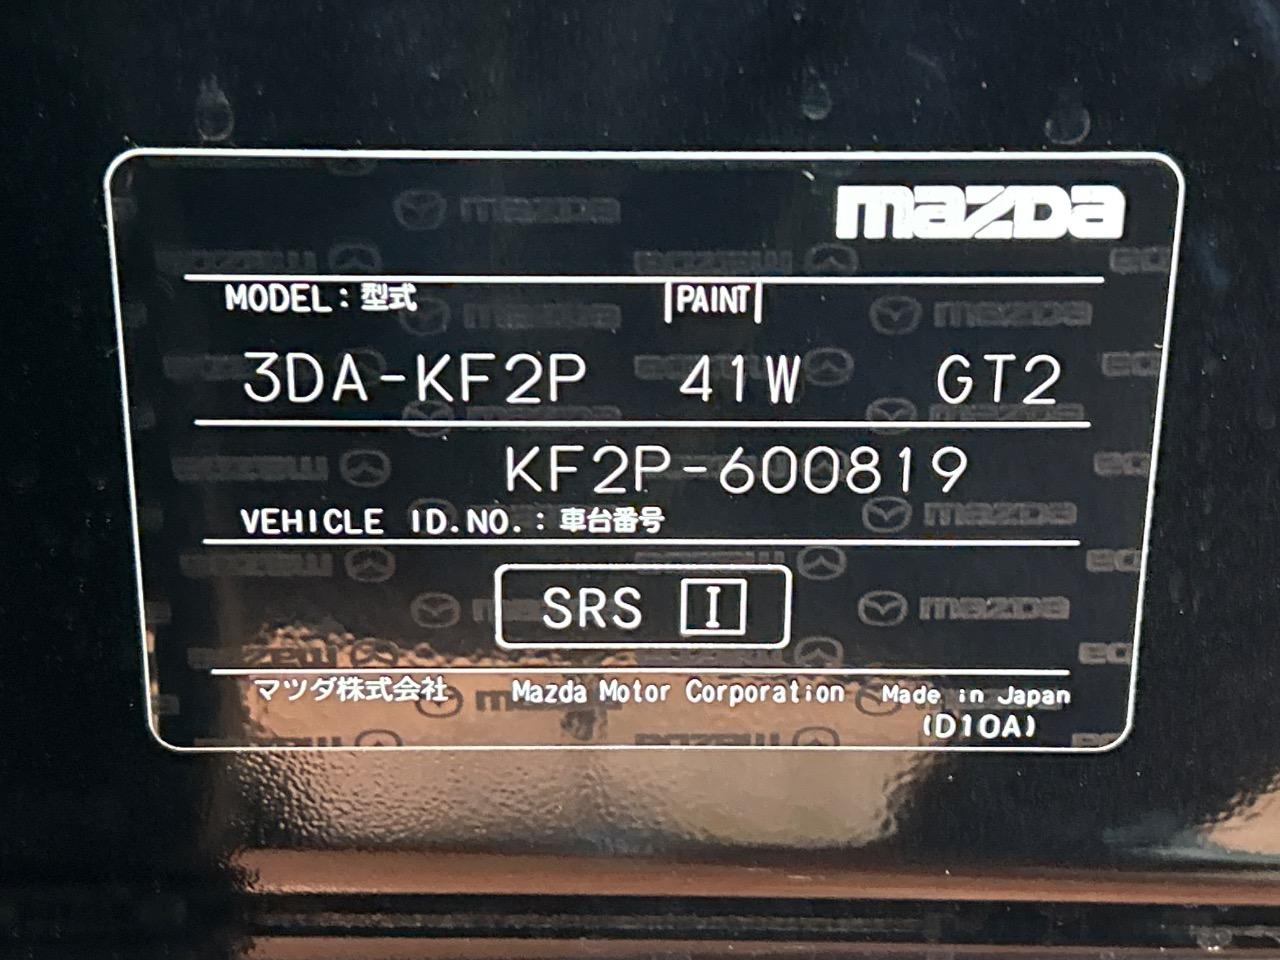 mazda
MODEL：型式 PAINT
3DA-KF2P 41W GT2
KF2P-600819
VEHICLE ID.NO.：車台番号
SRS I
マツダ株式会社 Mazda Motor Corporation Made in Japan
(D10A)